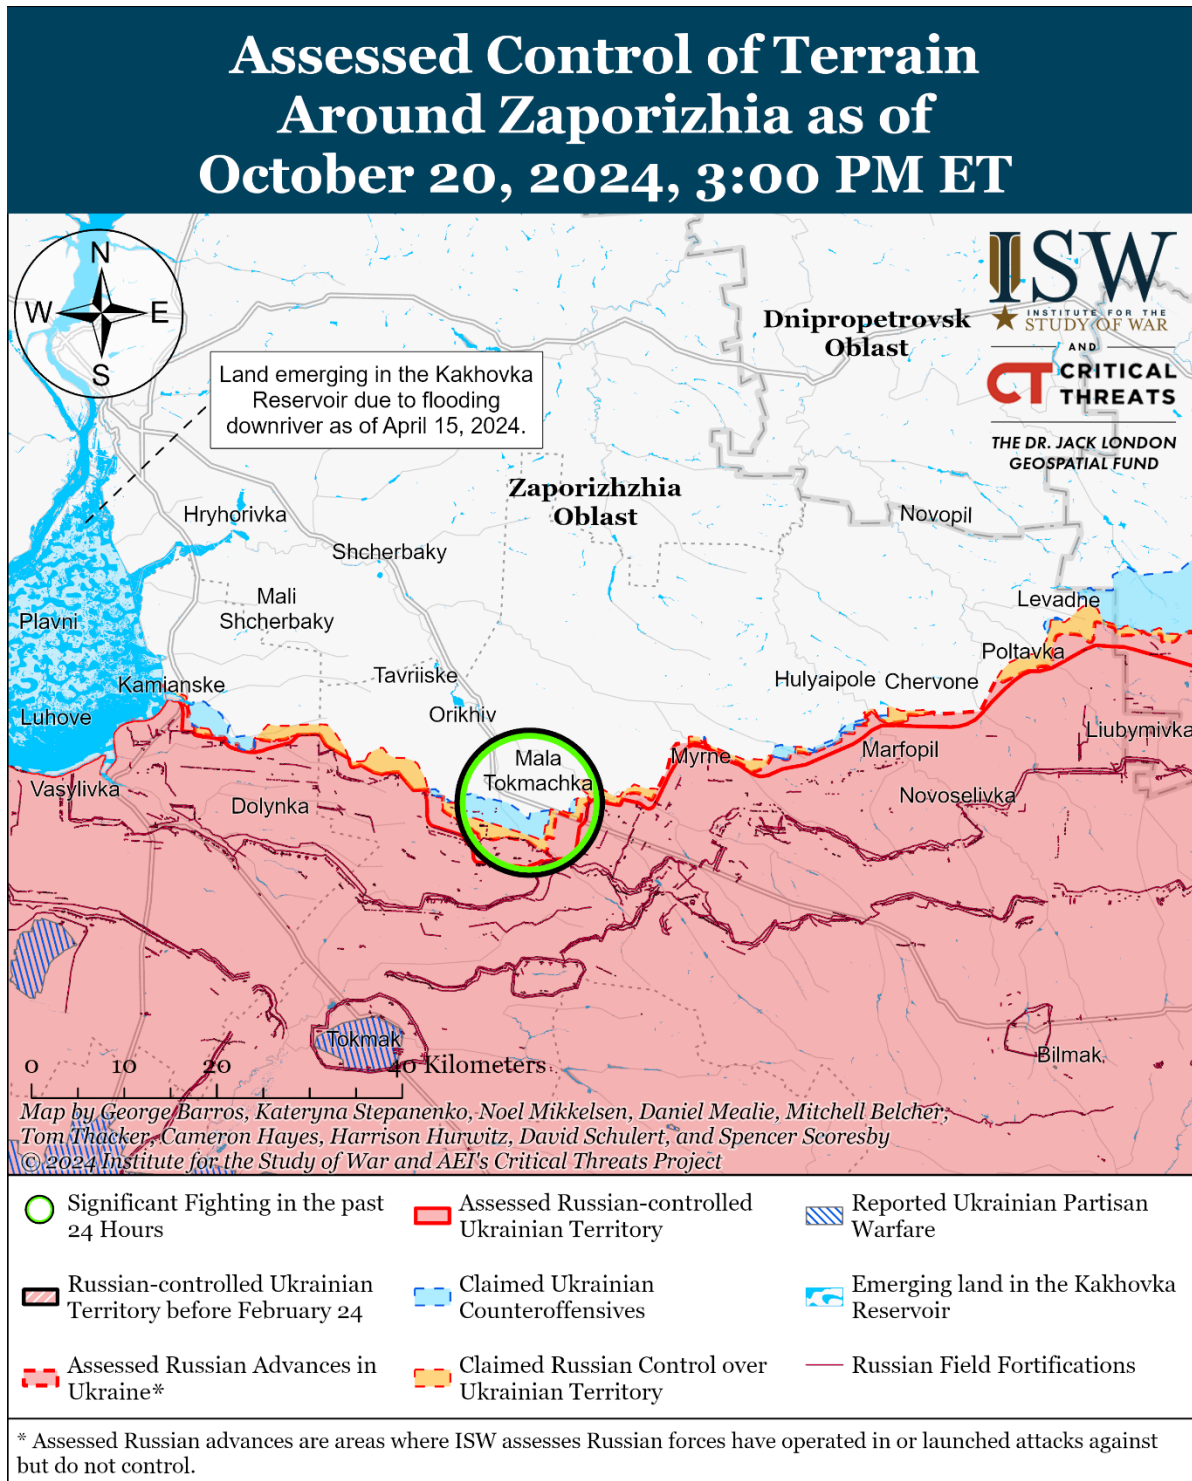 Assessed Control of Terrain
Around Zaporizhia as of
October 20, 2024, 3:00 PM ET
N
W
E
S
ISW
INSTITUTE FOR THE
STUDY OF WAR
AND
CT CRITICAL
THREATS
THE DR. JACK LONDON
GEOSPATIAL FUND
Dnipropetrovsk
Oblast
Land emerging in the Kakhovka
Reservoir due to flooding
downriver as of April 15, 2024.
Zaporizhzhia
Oblast
Hryhorivka
Novopil
Shcherbaky
Mali
Shcherbaky
Levadhe
Plavni
Poltavka
Tavriiske
Hulyaipole
Chervone
Kamianske
Orikhiv
Luhove
Liubymivka
Marfopil
Myrne
Mala
Tokmachka
Vasylivka
Dolynka
Novoselivka
Tokmak
Bilmak
0 10 20 40 Kilometers
Map by George Barros, Kateryna Stepanenko, Noel Mikkelsen, Daniel Mealie, Mitchell Belcher,
Tom Thacker, Cameron Hayes, Harrison Hurwitz, David Schulert, and Spencer Scoresby
© 2024 Institute for the Study of War and AEI's Critical Threats Project
Significant Fighting in the past
24 Hours
Assessed Russian-controlled
Ukrainian Territory
Reported Ukrainian Partisan
Warfare
Russian-controlled Ukrainian
Territory before February 24
Claimed Ukrainian
Counteroffensives
Emerging land in the Kakhovka
Reservoir
Assessed Russian Advances in
Ukraine*
Claimed Russian Control over
Ukrainian Territory
Russian Field Fortifications
* Assessed Russian advances are areas where ISW assesses Russian forces have operated in or launched attacks against
but do not control.